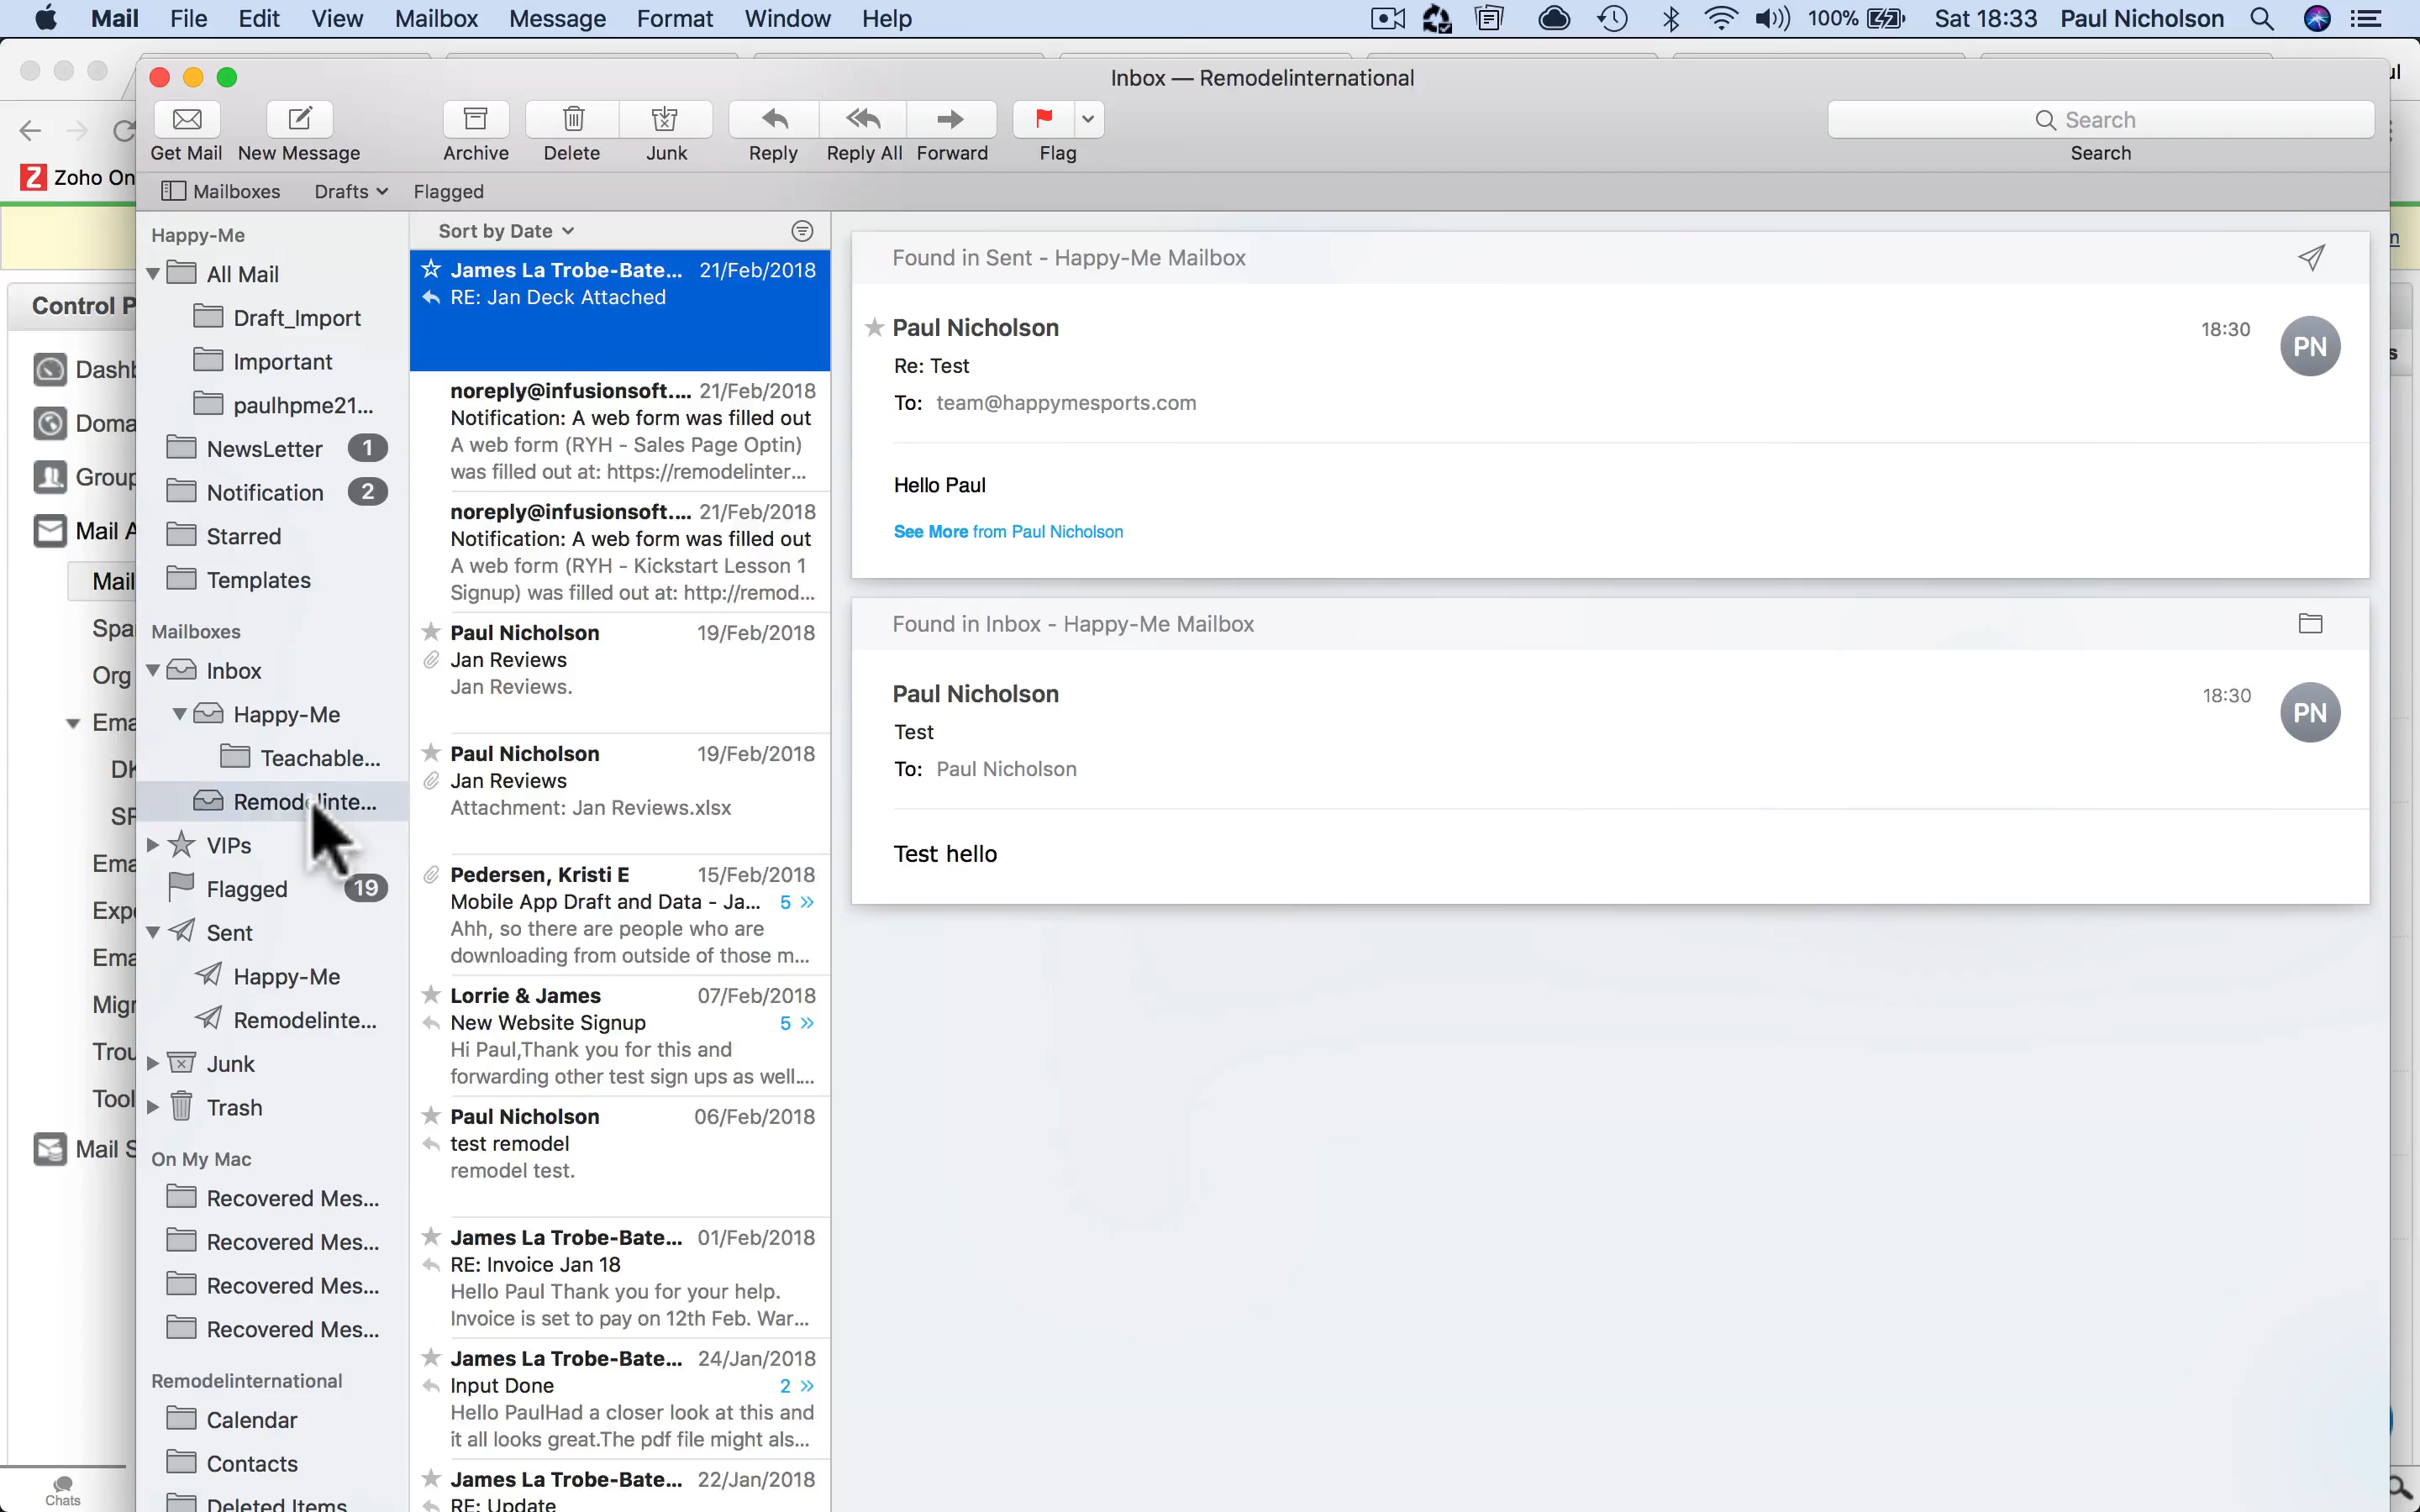 Mail File Edit View Mailbox Message Format Window Help 100% Sat 18:33 Paul Nicholson
Inbox — Remodelinternational
Search
Get Mail New Message Archive Delete Junk Reply Reply All Forward Flag Search
Zoho On
Mailboxes Drafts Flagged
Control P
Dashb
Doma
Group
Mail A
Mail
Spa
Org
Ema
DK
SP
Ema
Expe
Ema
Migr
Trou
Tool
Mail S
Chats
Happy-Me
All Mail
Draft_Import
Important
paulhpme21...
NewsLetter 1
Notification 2
Starred
Templates
Mailboxes
Inbox
Happy-Me
Teachable...
Remodelinte...
VIPs
Flagged 19
Sent
Happy-Me
Remodelinte...
Junk
Trash
On My Mac
Recovered Mes...
Recovered Mes...
Recovered Mes...
Recovered Mes...
Remodelinternational
Calendar
Contacts
Deleted Items
Sort by Date
James La Trobe-Bate... 21/Feb/2018
RE: Jan Deck Attached
noreply@infusionsoft.... 21/Feb/2018
Notification: A web form was filled out
A web form (RYH - Sales Page Optin)
was filled out at: https://remodelinter...
noreply@infusionsoft.... 21/Feb/2018
Notification: A web form was filled out
A web form (RYH - Kickstart Lesson 1
Signup) was filled out at: http://remod...
Paul Nicholson 19/Feb/2018
Jan Reviews
Jan Reviews.
Paul Nicholson 19/Feb/2018
Jan Reviews
Attachment: Jan Reviews.xlsx
Pedersen, Kristi E 15/Feb/2018
Mobile App Draft and Data - Ja... 5 »
Ahh, so there are people who are
downloading from outside of those m...
Lorrie & James 07/Feb/2018
New Website Signup 5 »
Hi Paul,Thank you for this and
forwarding other test sign ups as well....
Paul Nicholson 06/Feb/2018
test remodel
remodel test.
James La Trobe-Bate... 01/Feb/2018
RE: Invoice Jan 18
Hello Paul Thank you for your help.
Invoice is set to pay on 12th Feb. War...
James La Trobe-Bate... 24/Jan/2018
Input Done 2 »
Hello PaulHad a closer look at this and
it all looks great.The pdf file might als...
James La Trobe-Bate... 22/Jan/2018
RE: Update
Found in Sent - Happy-Me Mailbox
Paul Nicholson 18:30 PN
Re: Test
To: team@happymesports.com
Hello Paul
See More from Paul Nicholson
Found in Inbox - Happy-Me Mailbox
Paul Nicholson 18:30 PN
Test
To: Paul Nicholson
Test hello